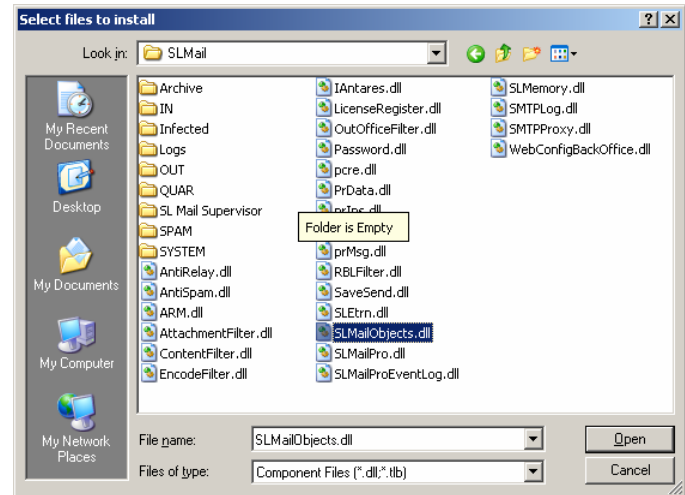 Select files to install
Look in:
SLMail
My Recent
Documents
Desktop
My Documents
My Computer
My Network
Places
Archive
IN
Infected
Logs
OUT
QUAR
SL Mail Supervisor
SPAM
SYSTEM
AntiRelay.dll
AntiSpam.dll
ARM.dll
AttachmentFilter.dll
ContentFilter.dll
EncodeFilter.dll
IAntares.dll
LicenseRegister.dll
OutOfficeFilter.dll
Password.dll
pcre.dll
PrData.dll
Folder is Empty
prMsg.dll
RBLFilter.dll
SaveSend.dll
SLEtrn.dll
SLMailObjects.dll
SLMailPro.dll
SLMailProEventLog.dll
SLMemory.dll
SMTPLog.dll
SMTPProxy.dll
WebConfigBackOffice.dll
File name:
SLMailObjects.dll
Open
Files of type:
Component Files (*.dll;*.tlb)
Cancel